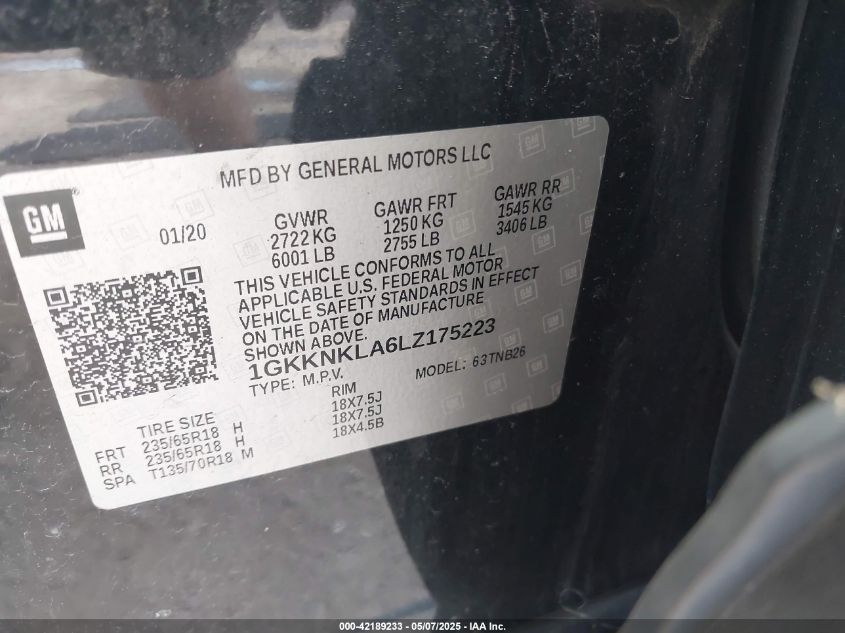 MFD BY GENERAL MOTORS LLC
GM
01/20
GVWR
2722 KG
6001 LB
GAWR FRT
1250 KG
2755 LB
GAWR RR
1545 KG
3406 LB
THIS VEHICLE CONFORMS TO ALL
APPLICABLE U.S. FEDERAL MOTOR
VEHICLE SAFETY STANDARDS IN EFFECT
ON THE DATE OF MANUFACTURE
SHOWN ABOVE.
1GKKNKLA6LZ175223
TYPE: M.P.V.
MODEL: 63TNB26
TIRE SIZE
RIM
FRT 235/65R18 H 18X7.5J
RR 235/65R18 H 18X7.5J
SPA T135/70R18 M 18X4.5B
000-42189233 - 05/07/2025 - IAA Inc.